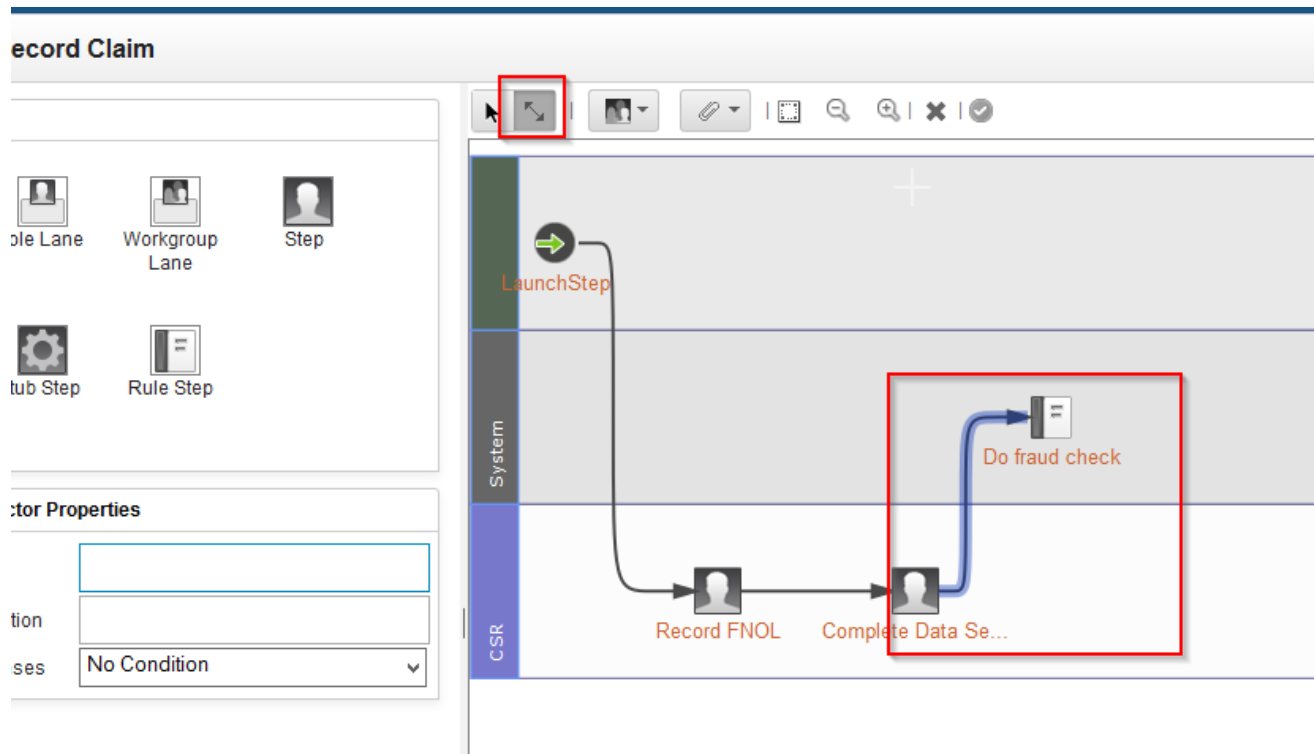 ecord Claim
ole Lane
Workgroup
Lane
Step
tub Step
Rule Step
ctor Properties
tion
ses
No Condition
LaunchStep
System
Do fraud check
CSR
Record FNOL
Complete Data Se...